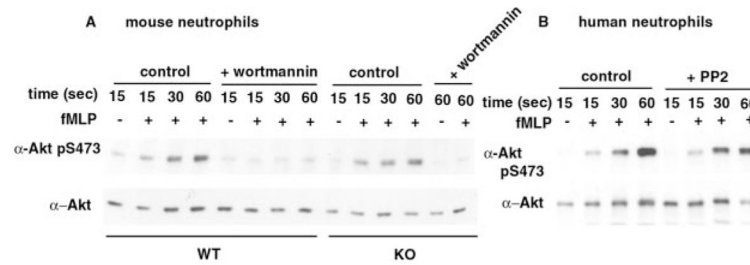 A mouse neutrophils
control + wortmannin control + wortmannin
time (sec) 15 15 30 60 15 15 30 60 15 15 30 60 60 60
fMLP - + + + - + + + - + + + - +
α-Akt pS473
α–Akt
WT KO
B human neutrophils
control + PP2
time (sec) 15 15 30 60 15 15 30 60
fMLP - + + + - + + +
α-Akt
pS473
α–Akt